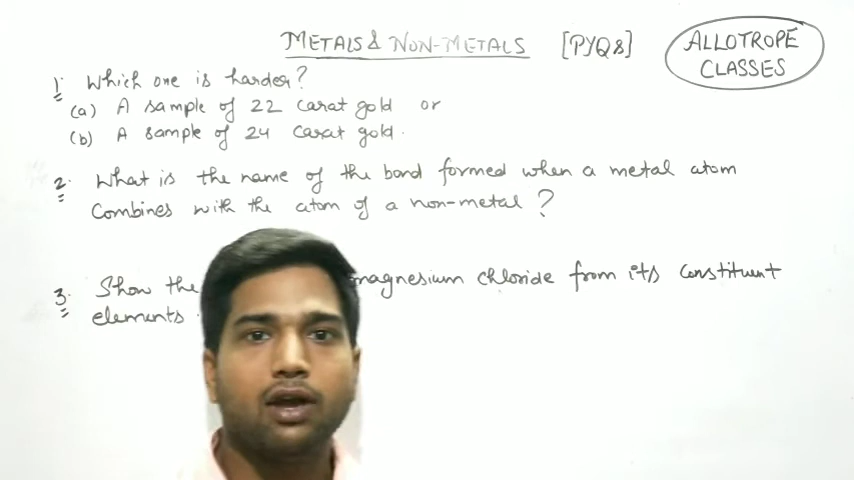 METALS & NON-METALS [PYQs]
ALLOTROPE
CLASSES
1. Which one is harder?
(a) A sample of 22 carat gold or
(b) A sample of 24 carat gold.
2. What is the name of the bond formed when a metal atom
combines with the atom of a non-metal?
3. Show the magnesium chloride from its constituent
elements.